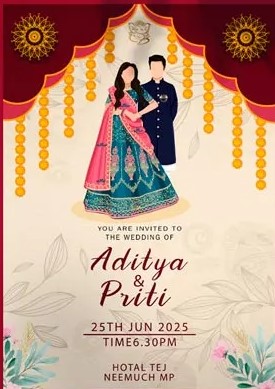 YOU ARE INVITED TO
THE WEDDING OF
Aditya
&
Priti
25TH JUN 2025
TIME6.30PM
HOTAL TEJ
NEEMUCH MP